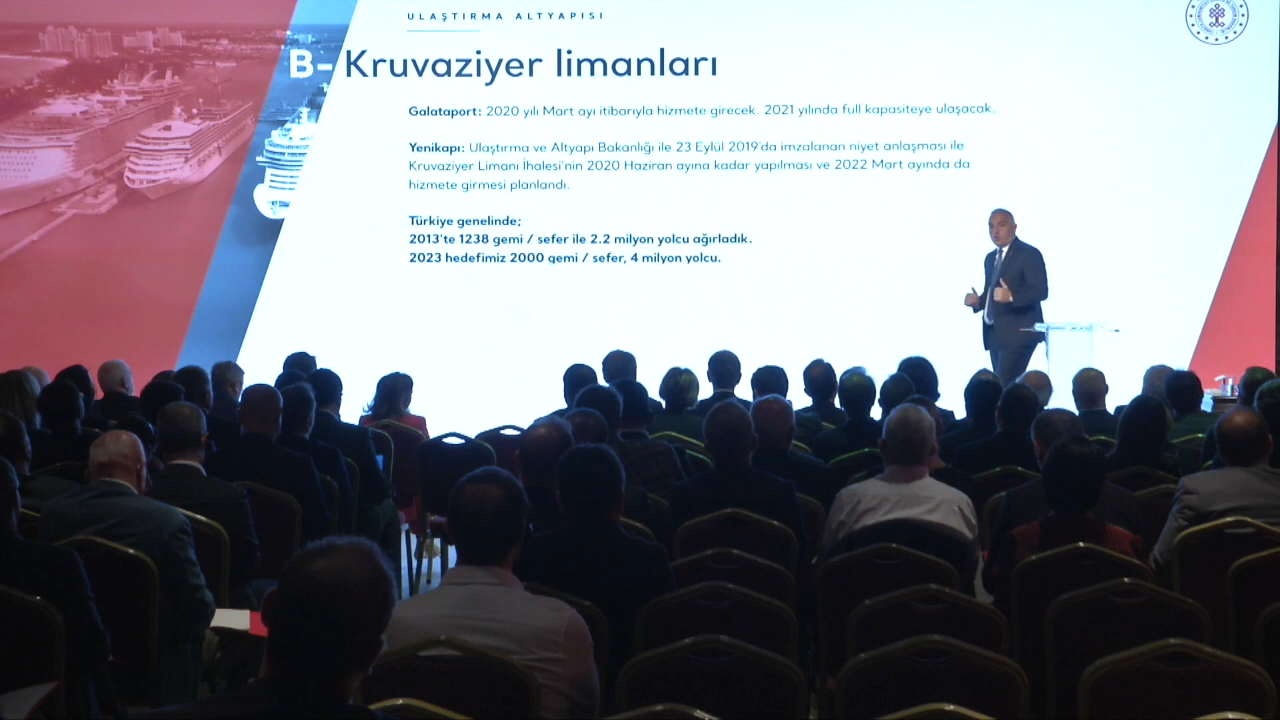 ULAŞTIRMA ALTYAPISI
B- Kruvaziyer limanları
Galataport: 2020 yılı Mart ayı itibarıyla hizmete girecek. 2021 yılında full kapasiteye ulaşacak.
Yenikapı: Ulaştırma ve Altyapı Bakanlığı ile 23 Eylül 2019'da imzalanan niyet anlaşması ile
Kruvaziyer Limanı İhalesi'nin 2020 Haziran ayına kadar yapılması ve 2022 Mart ayında da
hizmete girmesi planlandı.
Türkiye genelinde;
2013'te 1238 gemi / sefer ile 2.2 milyon yolcu ağırladık.
2023 hedefimiz 2000 gemi / sefer, 4 milyon yolcu.